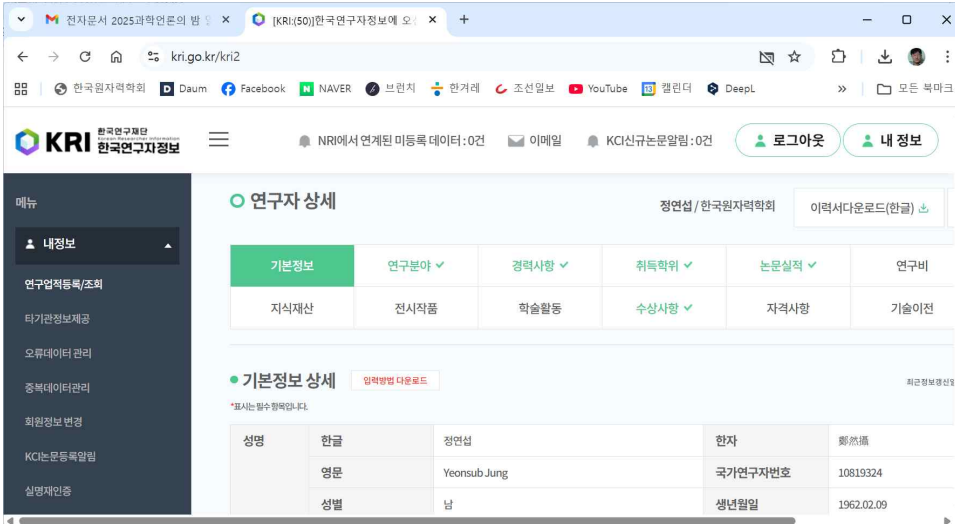 전자문서 2025과학언론의 밤
[KRI:(50)]한국연구자정보에 오
kri.go.kr/kri2
한국원자력학회 Daum Facebook NAVER 브런치 한겨레 조선일보 YouTube 13 캘린더 DeepL » 모든 북마크
KRI 한국연구재단 Korean Researcher Information 한국연구자정보
NRI에서 연계된 미등록 데이터 : 0건 이메일 KCI신규논문알림 : 0건 로그아웃 내 정보
메뉴
내정보
연구업적등록/조회
타기관정보제공
오류데이터 관리
중복데이터관리
회원정보 변경
KCI논문등록알림
실명재인증
연구자 상세
정연섭 / 한국원자력학회 이력서다운로드(한글)
기본정보 연구분야 경력사항 취득학위 논문실적 연구비
지식재산 전시작품 학술활동 수상사항 자격사항 기술이전
기본정보 상세 입력방법 다운로드 최근정보갱신일
*표시는 필수 항목입니다.
성명 한글 정연섭 한자 鄭然攝
영문 Yeonsub Jung 국가연구자번호 10819324
성별 남 생년월일 1962.02.09